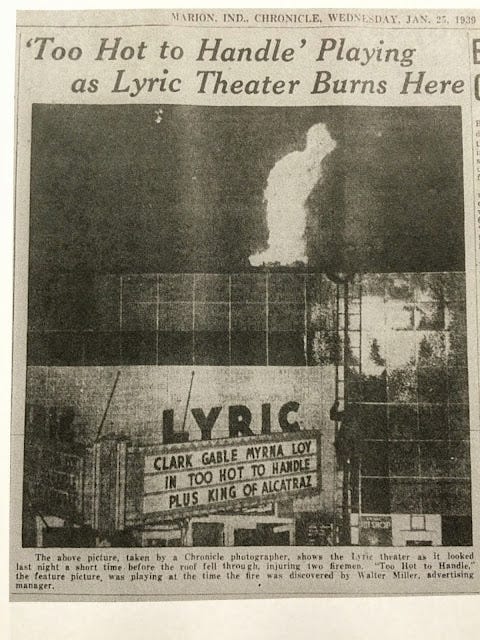 MARION, IND., CHRONICLE, WEDNESDAY, JAN. 25, 1939
'Too Hot to Handle' Playing
as Lyric Theater Burns Here
LYRIC
CLARK GABLE MYRNA LOY
IN TOO HOT TO HANDLE
PLUS KING OF ALCATRAZ
HOT SHOP
The above picture, taken by a Chronicle photographer, shows the Lyric theater as it looked
last night a short time before the roof fell through, injuring two firemen. "Too Hot to Handle,"
the feature picture, was playing at the time the fire was discovered by Walter Miller, advertising
manager.